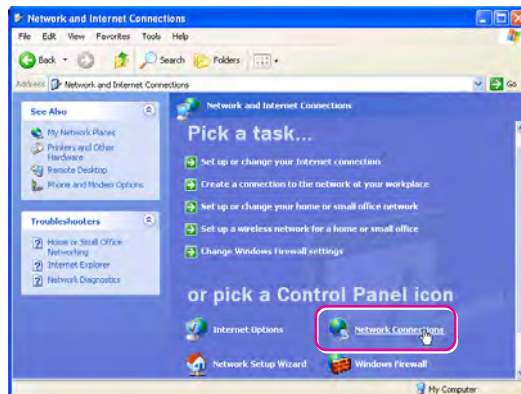 Network and Internet Connections
File Edit View Favorites Tools Help
Back Search Folders
Address Network and Internet Connections Go
See Also
My Network Places
Printers and Other
Hardware
Remote Desktop
Phone and Modem Options
Troubleshooters
Home or Small Office
Networking
Internet Explorer
Network Diagnostics
Network and Internet Connections
Pick a task...
Set up or change your Internet connection
Create a connection to the network at your workplace
Set up or change your home or small office network
Set up a wireless network for a home or small office
Change Windows Firewall settings
or pick a Control Panel icon
Internet Options
Network Connections
Network Setup Wizard
Windows Firewall
My Computer